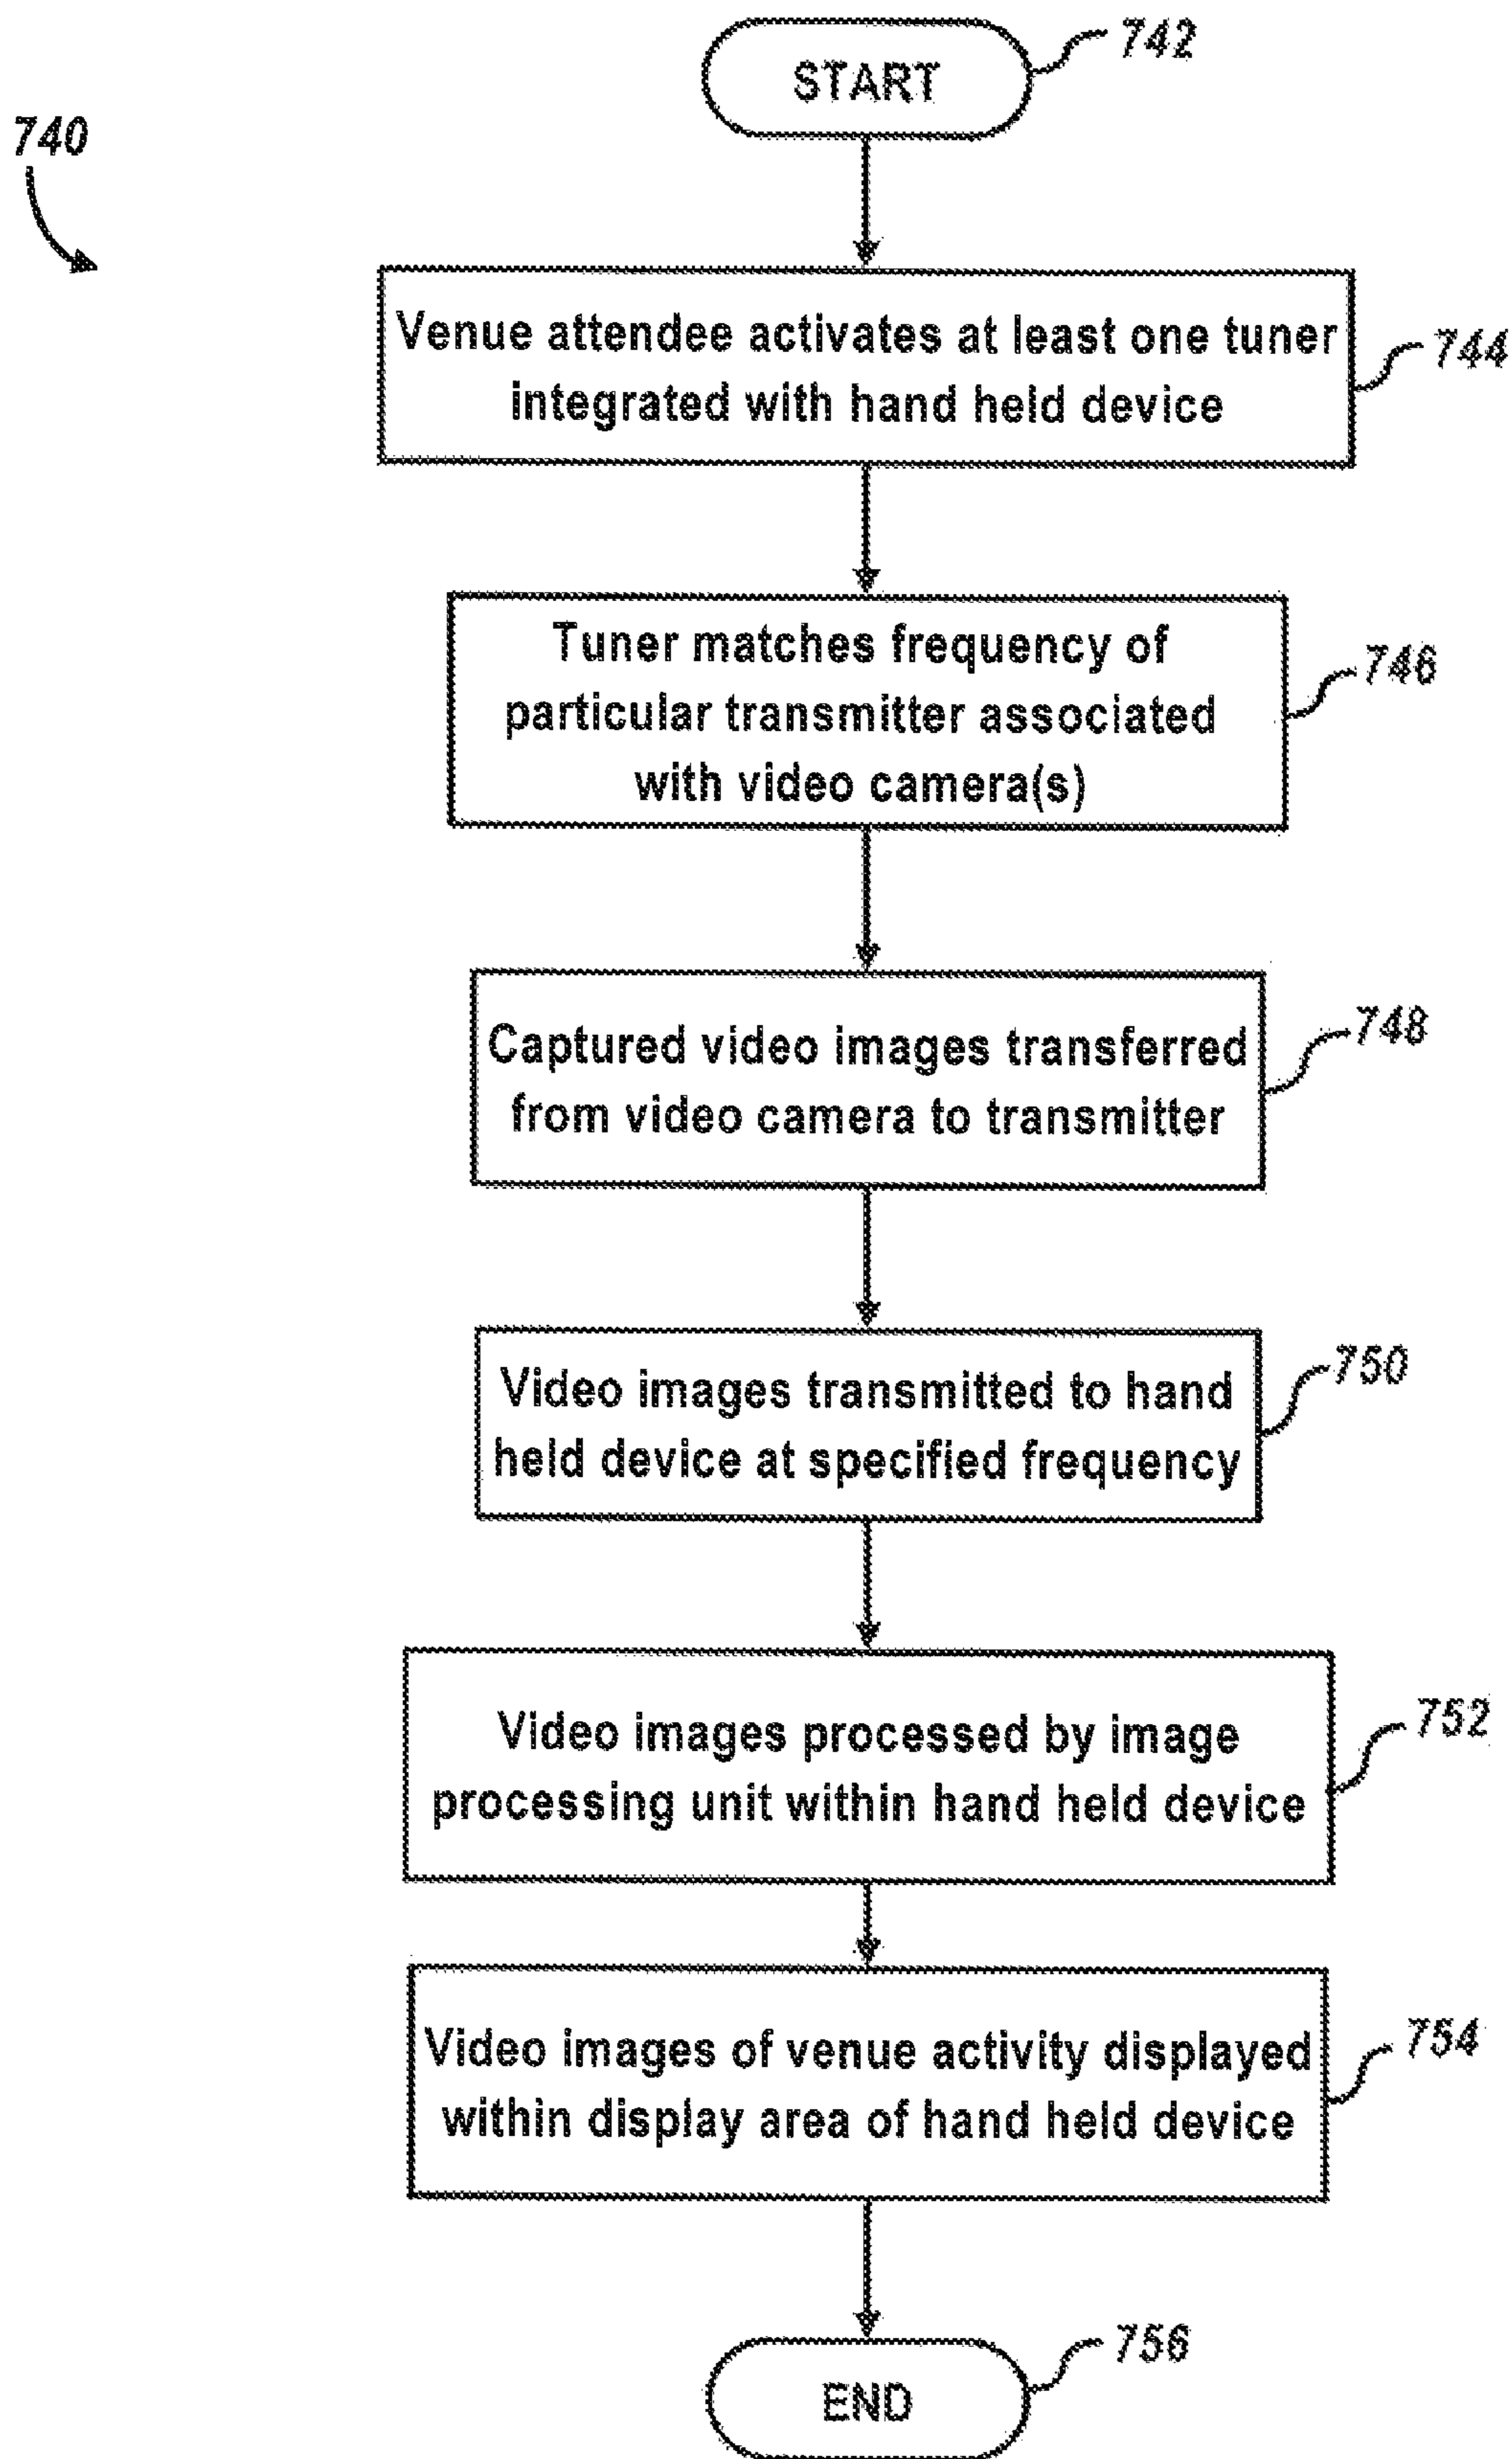 742
START
740
Venue attendee activates at least one tuner
integrated with hand held device
744
Tuner matches frequency of
particular transmitter associated
with video camera(s)
746
Captured video images transferred
from video camera to transmitter
748
Video images transmitted to hand
held device at specified frequency
750
Video images processed by image
processing unit within hand held device
752
Video images of venue activity displayed
within display area of hand held device
754
756
END